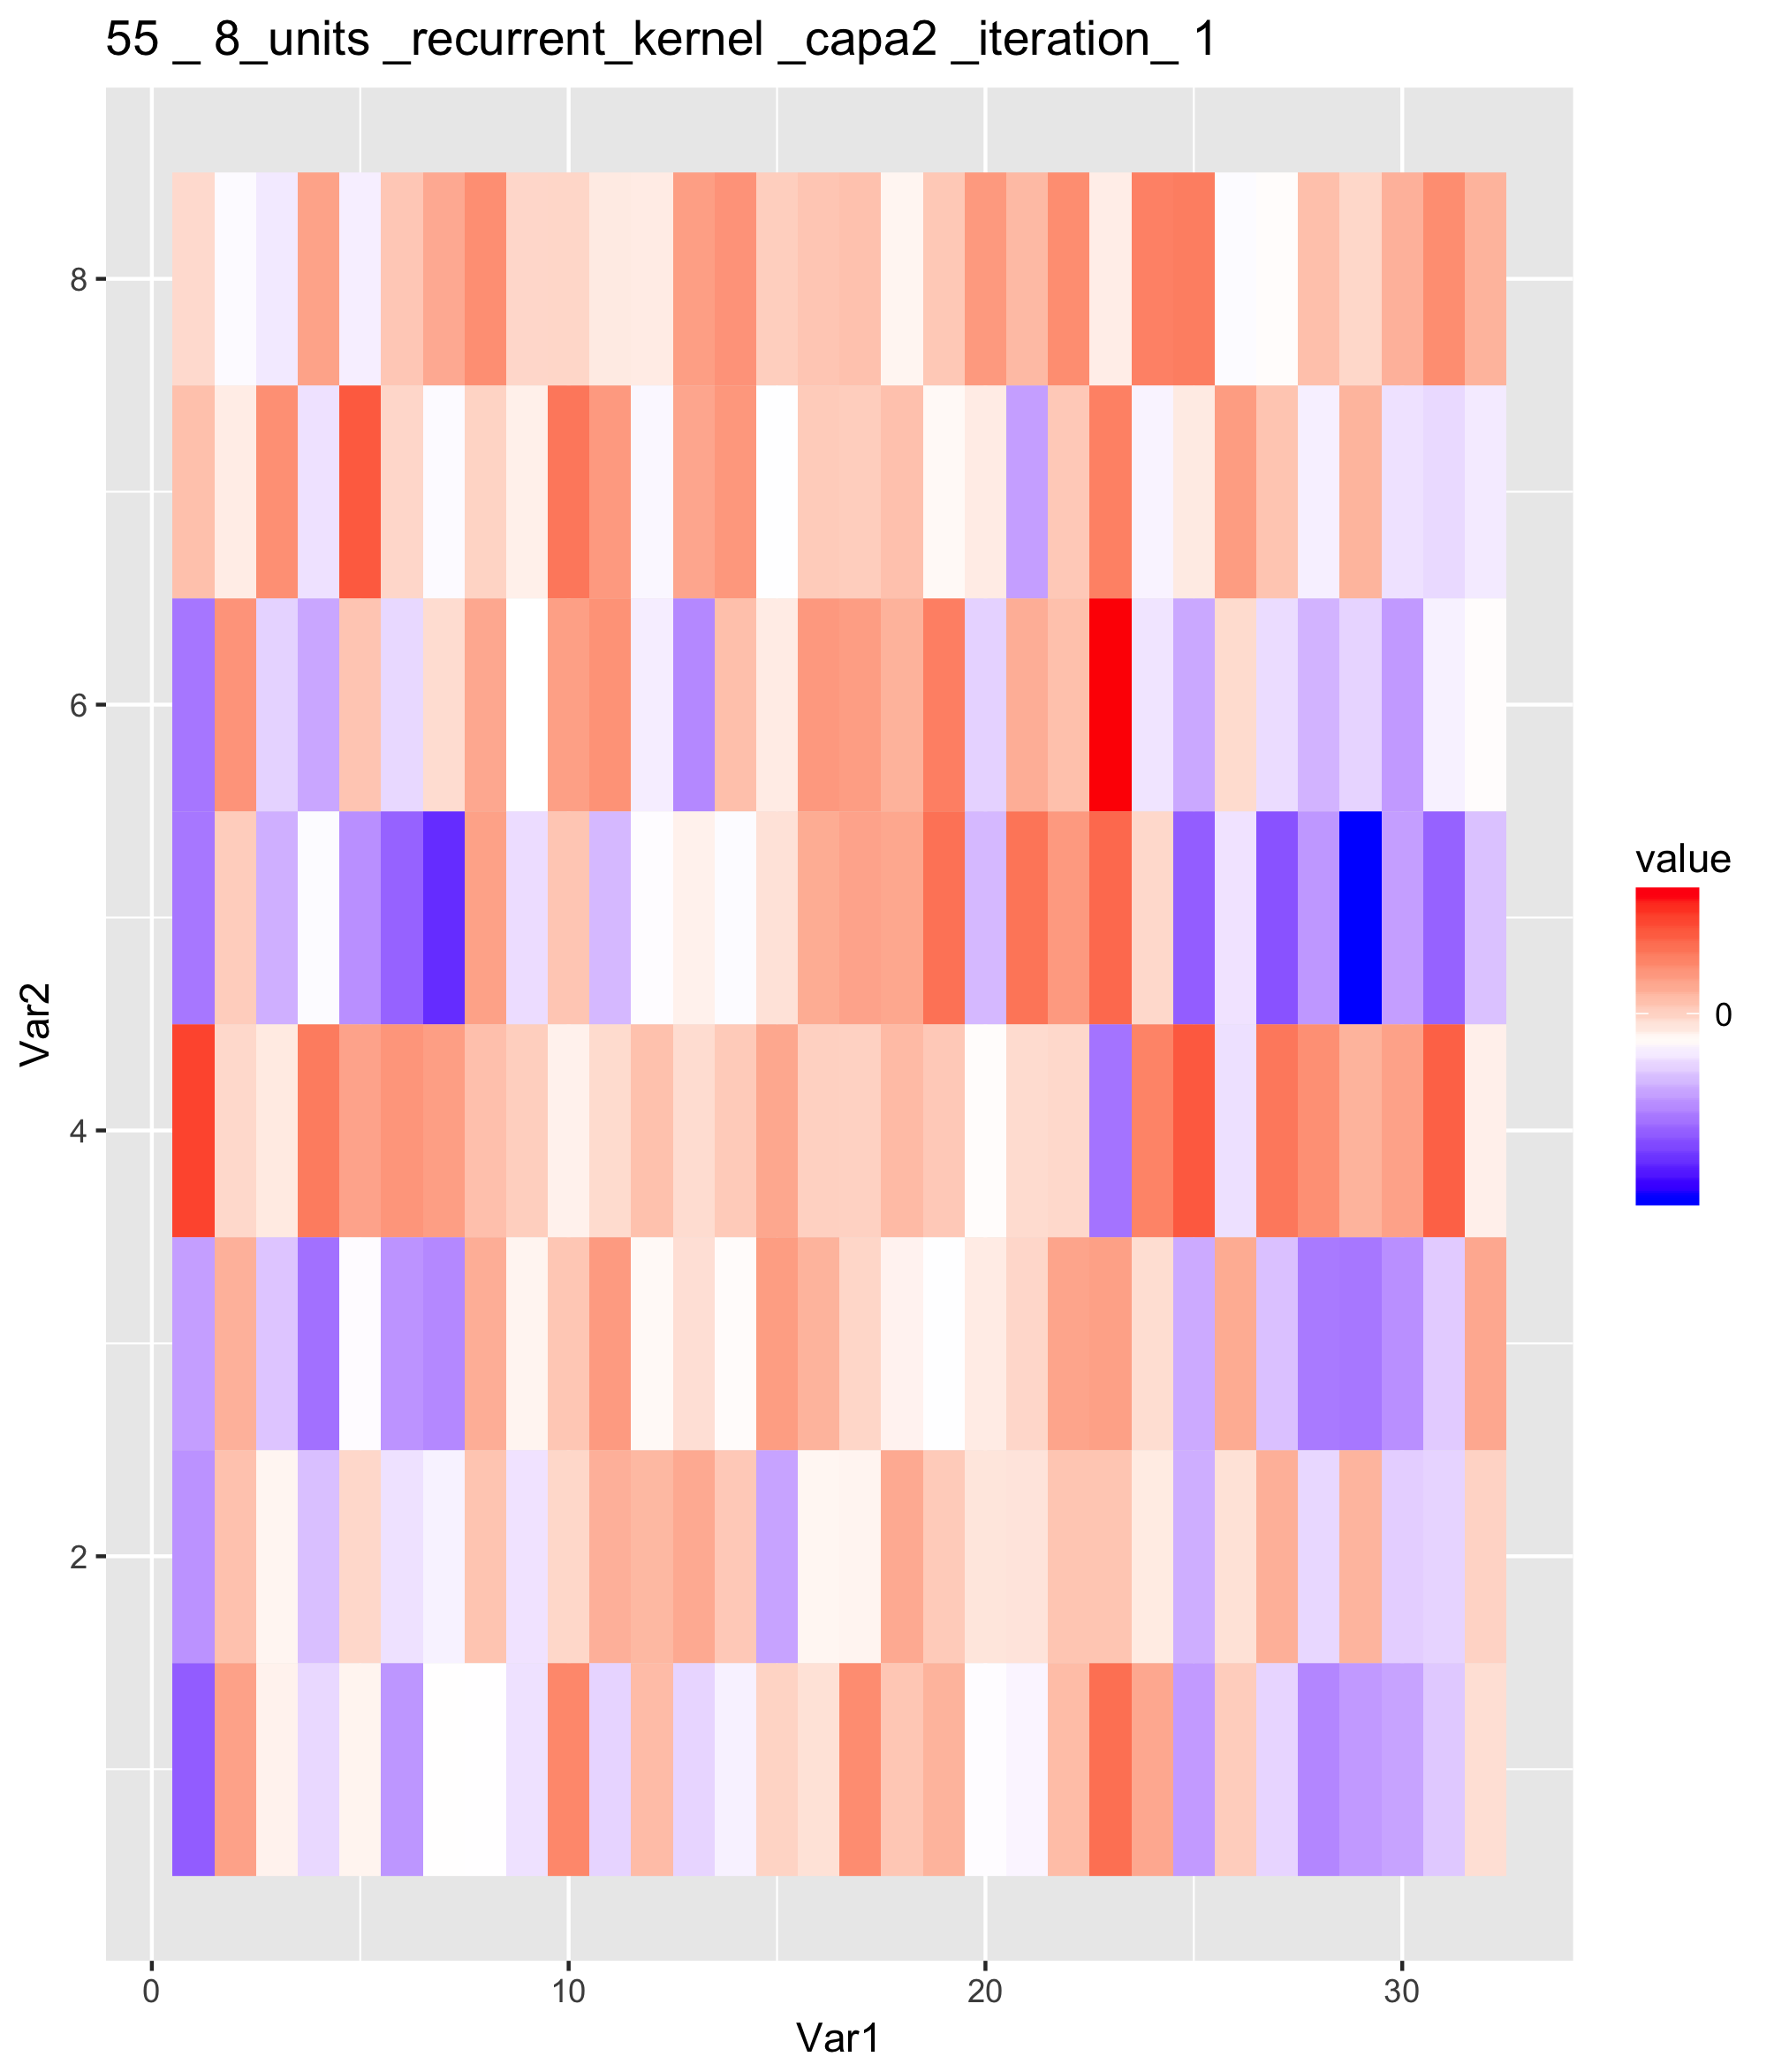 55 _ 8_units _recurrent_kernel _capa2 _iteration_ 1
8
6
4
2
Var2
0
10
20
30
Var1
value
0